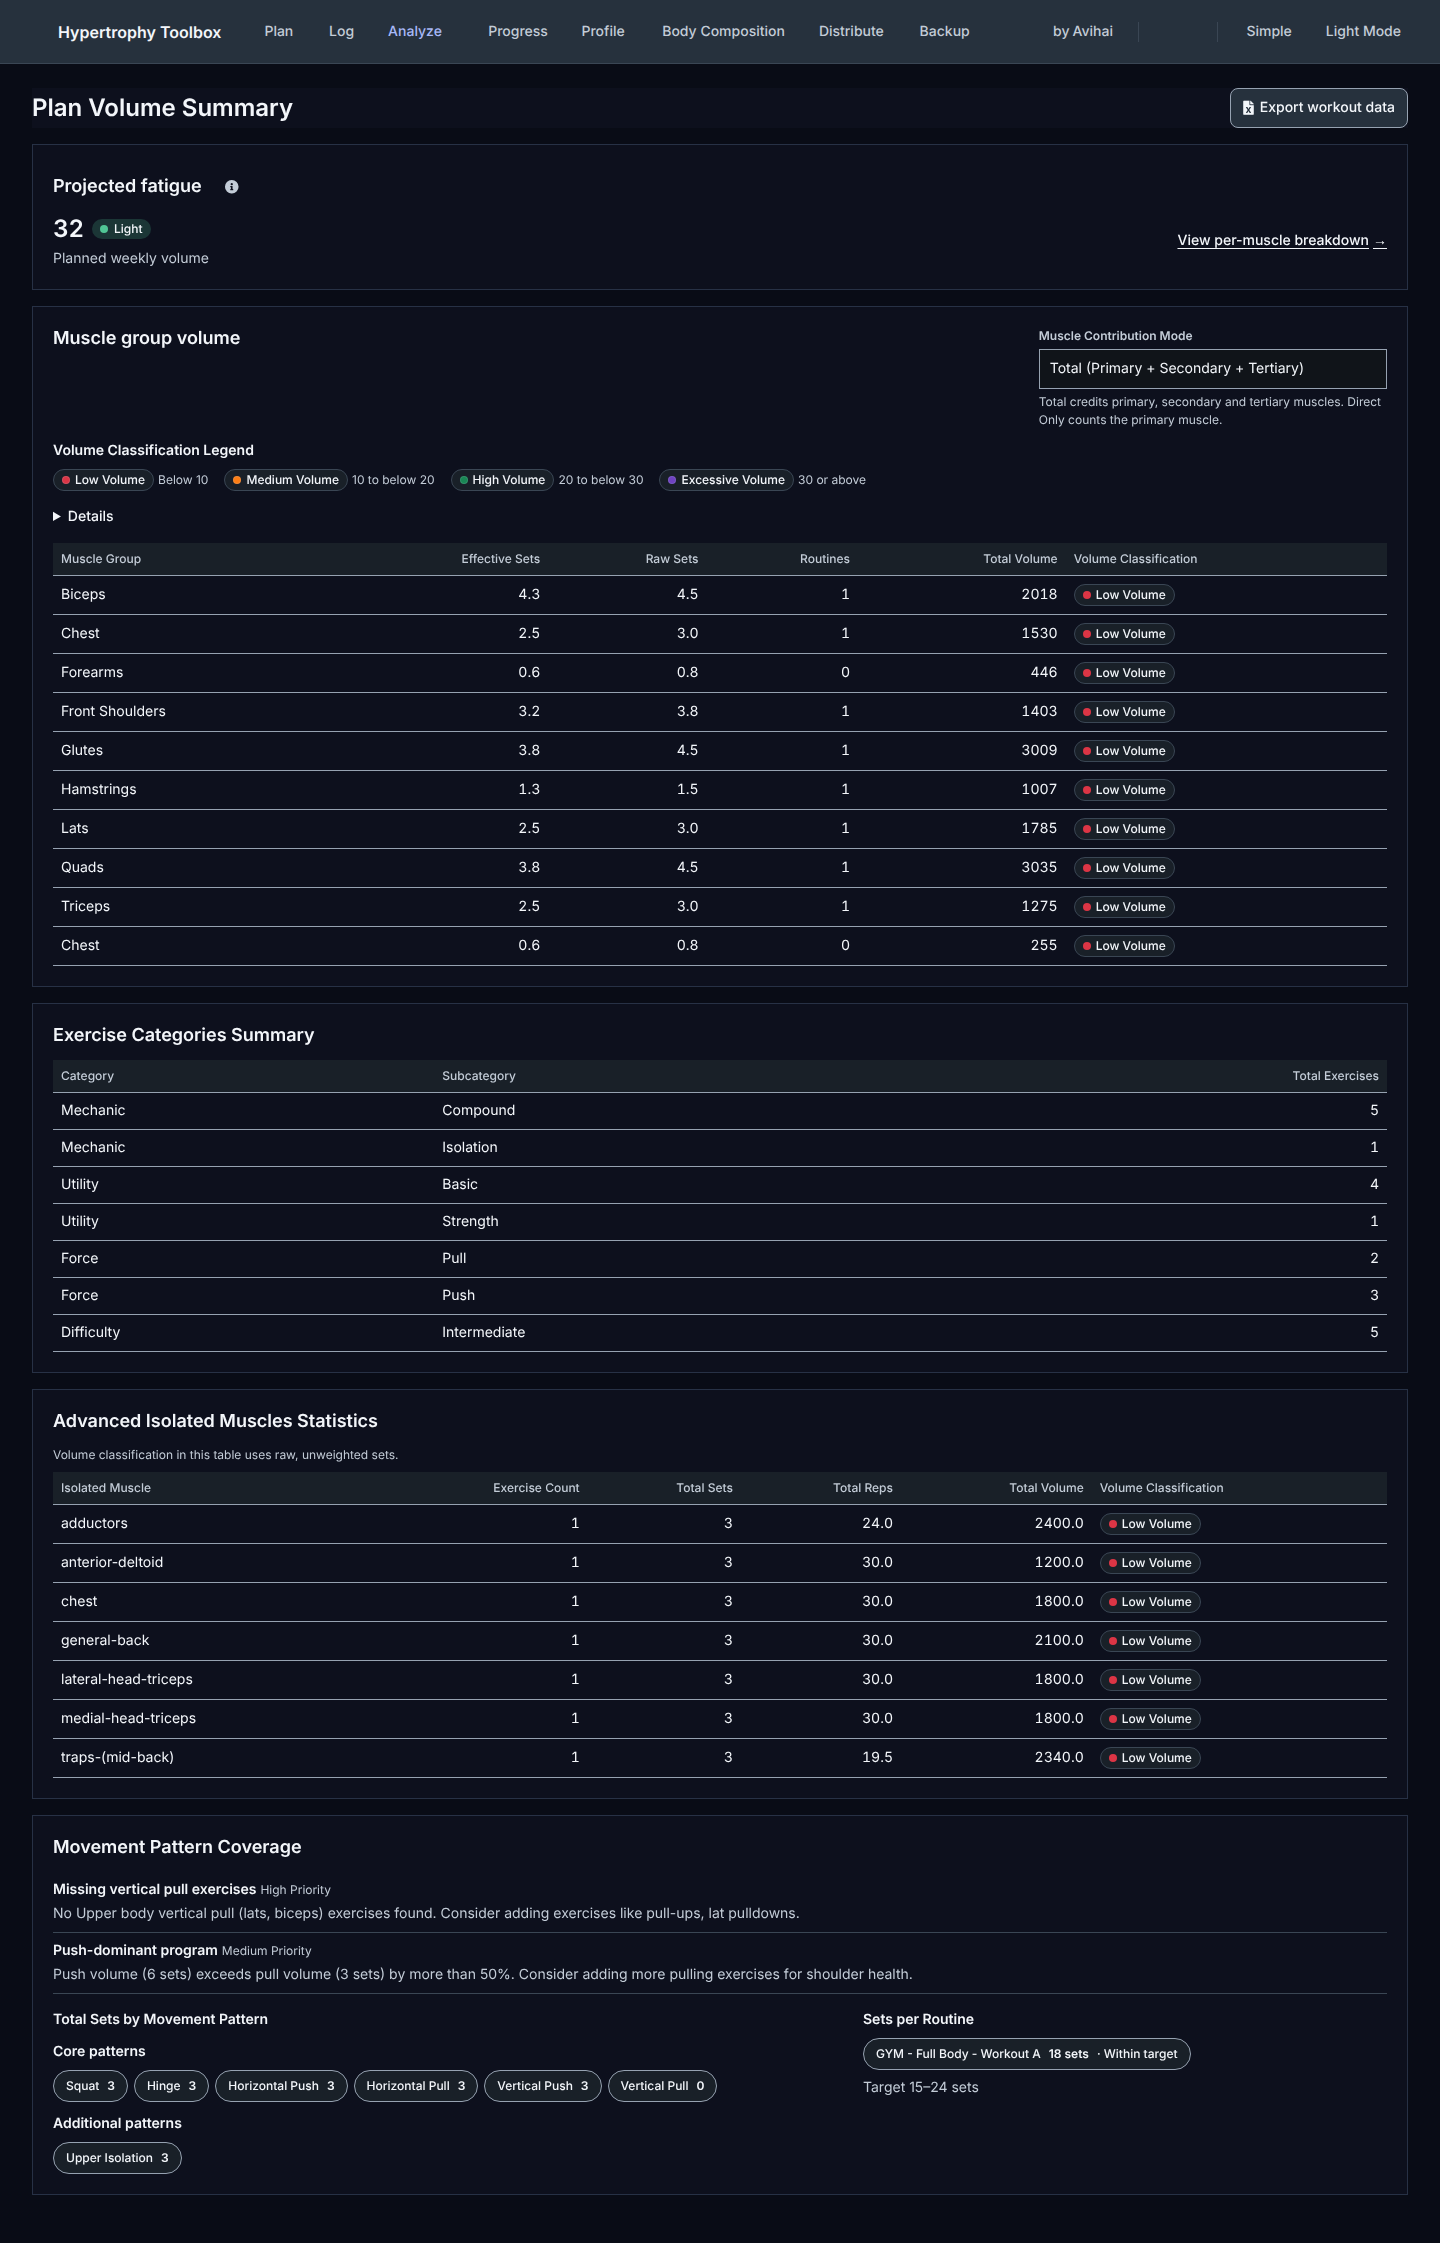 Hypertrophy Toolbox Plan Log Analyze Progress Profile Body Composition Distribute Backup by Avihai Simple Light Mode
Plan Volume Summary
Export workout data
Projected fatigue
32 Light
Planned weekly volume
View per-muscle breakdown →
Muscle group volume
Muscle Contribution Mode
Total (Primary + Secondary + Tertiary)
Total credits primary, secondary and tertiary muscles. Direct
Only counts the primary muscle.
Volume Classification Legend
Low Volume Below 10 Medium Volume 10 to below 20 High Volume 20 to below 30 Excessive Volume 30 or above
Details
Muscle Group Effective Sets Raw Sets Routines Total Volume Volume Classification
Biceps 4.3 4.5 1 2018 Low Volume
Chest 2.5 3.0 1 1530 Low Volume
Forearms 0.6 0.8 0 446 Low Volume
Front Shoulders 3.2 3.8 1 1403 Low Volume
Glutes 3.8 4.5 1 3009 Low Volume
Hamstrings 1.3 1.5 1 1007 Low Volume
Lats 2.5 3.0 1 1785 Low Volume
Quads 3.8 4.5 1 3035 Low Volume
Triceps 2.5 3.0 1 1275 Low Volume
Chest 0.6 0.8 0 255 Low Volume
Exercise Categories Summary
Category Subcategory Total Exercises
Mechanic Compound 5
Mechanic Isolation 1
Utility Basic 4
Utility Strength 1
Force Pull 2
Force Push 3
Difficulty Intermediate 5
Advanced Isolated Muscles Statistics
Volume classification in this table uses raw, unweighted sets.
Isolated Muscle Exercise Count Total Sets Total Reps Total Volume Volume Classification
adductors 1 3 24.0 2400.0 Low Volume
anterior-deltoid 1 3 30.0 1200.0 Low Volume
chest 1 3 30.0 1800.0 Low Volume
general-back 1 3 30.0 2100.0 Low Volume
lateral-head-triceps 1 3 30.0 1800.0 Low Volume
medial-head-triceps 1 3 30.0 1800.0 Low Volume
traps-(mid-back) 1 3 19.5 2340.0 Low Volume
Movement Pattern Coverage
Missing vertical pull exercises High Priority
No Upper body vertical pull (lats, biceps) exercises found. Consider adding exercises like pull-ups, lat pulldowns.
Push-dominant program Medium Priority
Push volume (6 sets) exceeds pull volume (3 sets) by more than 50%. Consider adding more pulling exercises for shoulder health.
Total Sets by Movement Pattern
Core patterns
Squat 3 Hinge 3 Horizontal Push 3 Horizontal Pull 3 Vertical Push 3 Vertical Pull 0
Additional patterns
Upper Isolation 3
Sets per Routine
GYM - Full Body - Workout A 18 sets · Within target
Target 15–24 sets